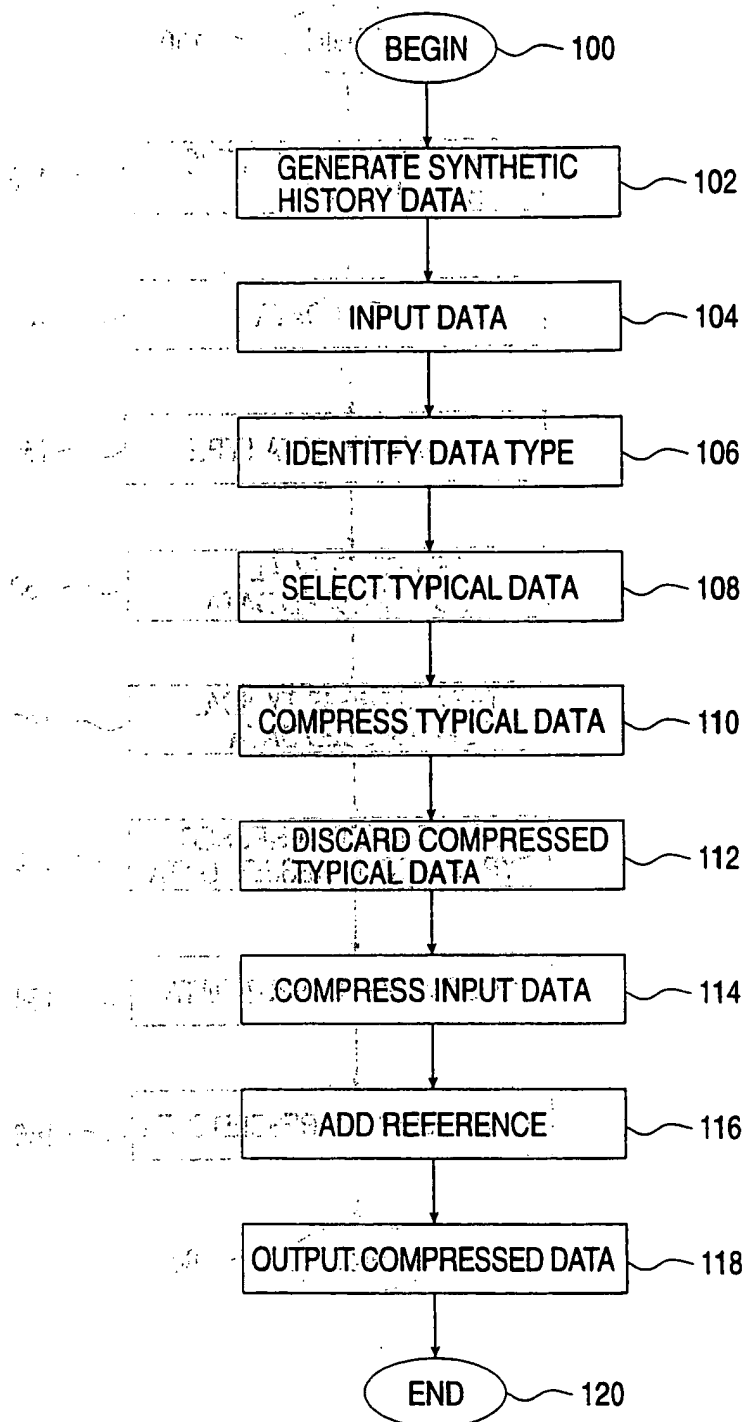 BEGIN 100
GENERATE SYNTHETIC
HISTORY DATA 102
INPUT DATA 104
IDENTITFY DATA TYPE 106
SELECT TYPICAL DATA 108
COMPRESS TYPICAL DATA 110
DISCARD COMPRESSED
TYPICAL DATA 112
COMPRESS INPUT DATA 114
ADD REFERENCE 116
OUTPUT COMPRESSED DATA 118
END 120